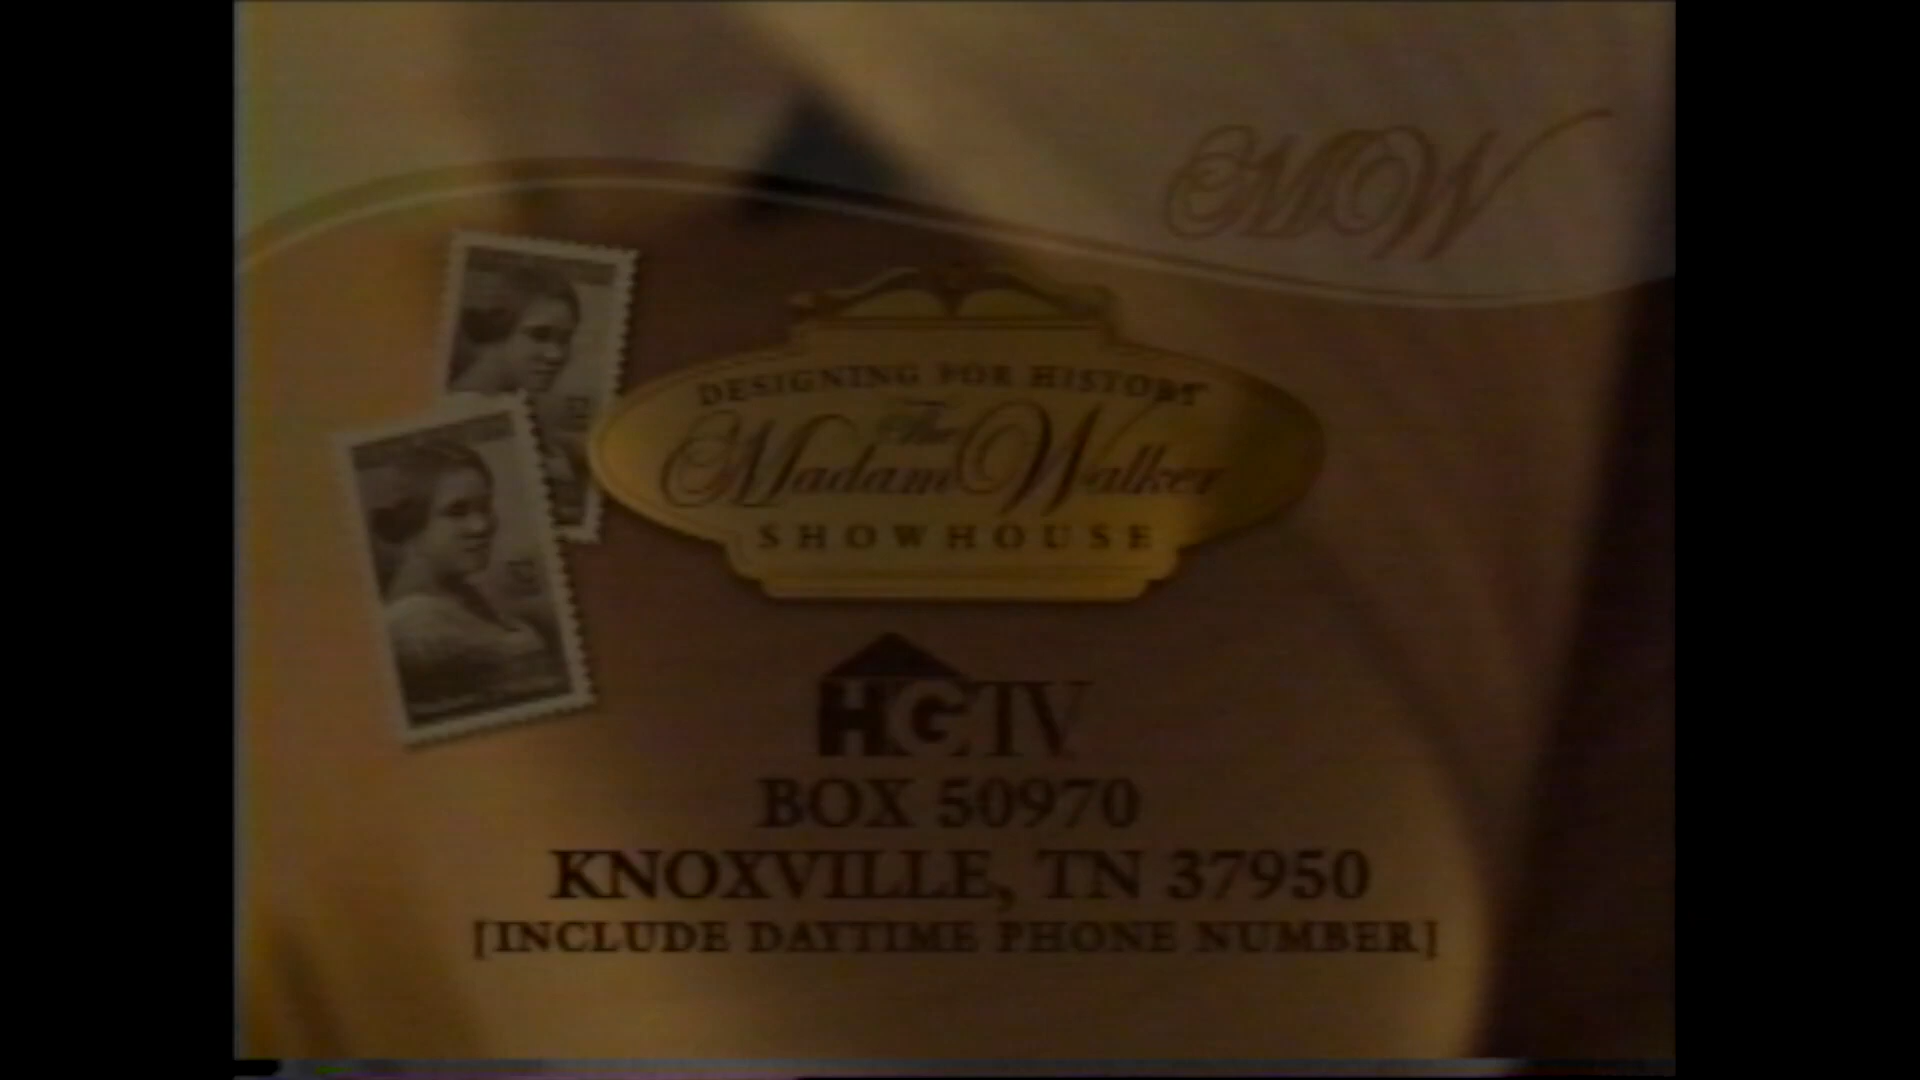 MW
DESIGNING FOR HISTORY
The
Madam Walker
SHOWHOUSE
HGTV
BOX 50970
KNOXVILLE, TN 37950
[INCLUDE DAYTIME PHONE NUMBER]